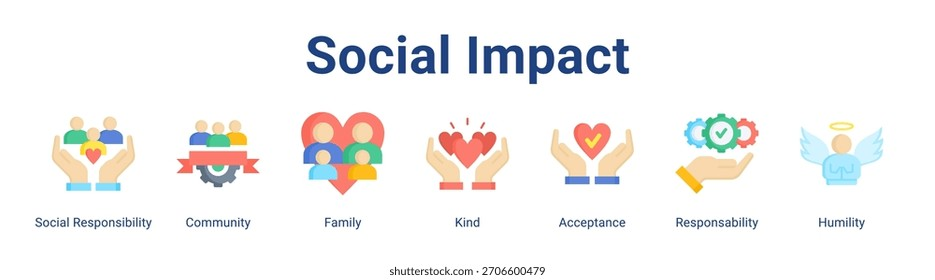 Social Impact
Social Responsibility
Community
Family
Kind
Acceptance
Responsability
Humility
shutterstock.com · 2706600479